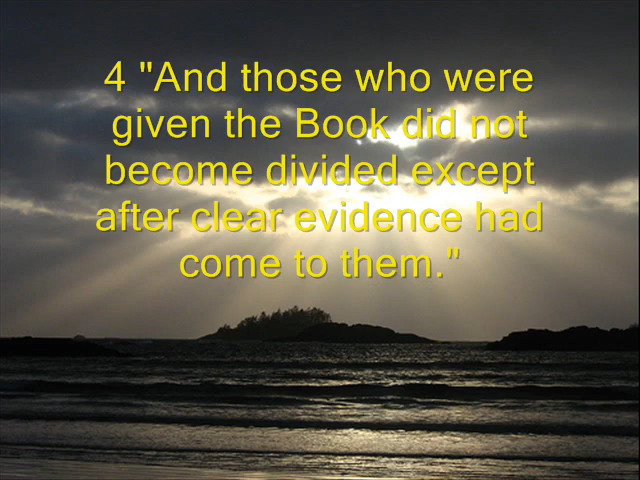 4 "And those who were
given the Book did not
become divided except
after clear evidence had
come to them."